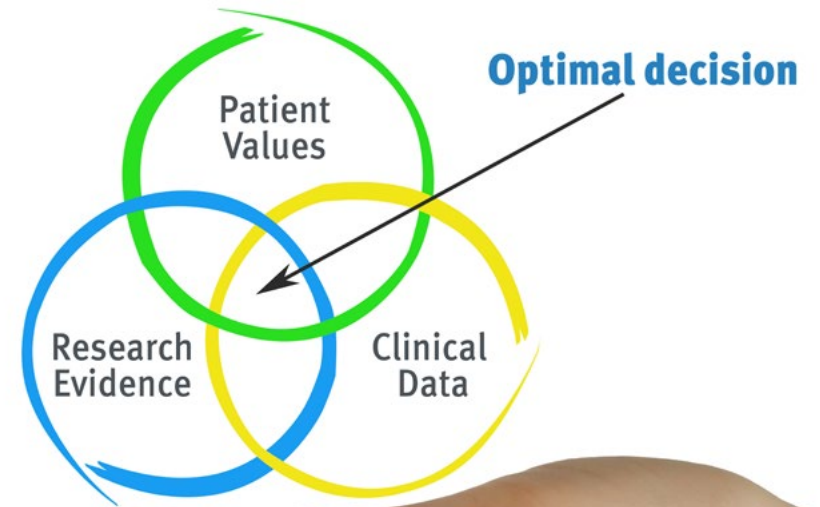 Optimal decision
Patient
Values
Research
Evidence
Clinical
Data